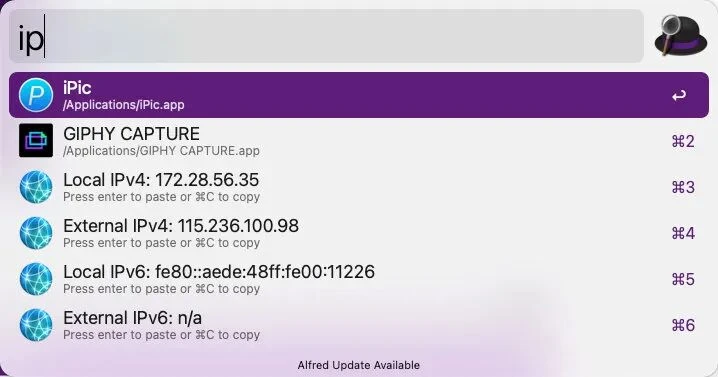 ip
iPic
/Applications/iPic.app
↩
GIPHY CAPTURE
/Applications/GIPHY CAPTURE.app
⌘2
Local IPv4: 172.28.56.35
Press enter to paste or ⌘C to copy
⌘3
External IPv4: 115.236.100.98
Press enter to paste or ⌘C to copy
⌘4
Local IPv6: fe80::aede:48ff:fe00:11226
Press enter to paste or ⌘C to copy
⌘5
External IPv6: n/a
Press enter to paste or ⌘C to copy
⌘6
Alfred Update Available